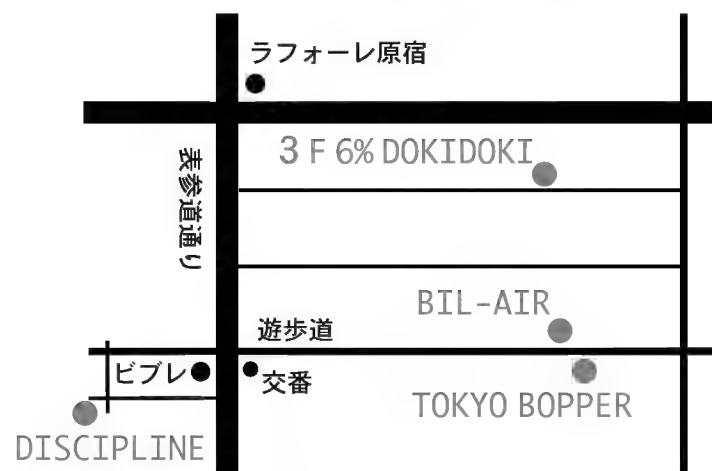 ラフォーレ原宿
3 F 6% DOKIDOKI
表参道通り
BIL-AIR
遊歩道
ビブレ
交番
TOKYO BOPPER
DISCIPLINE